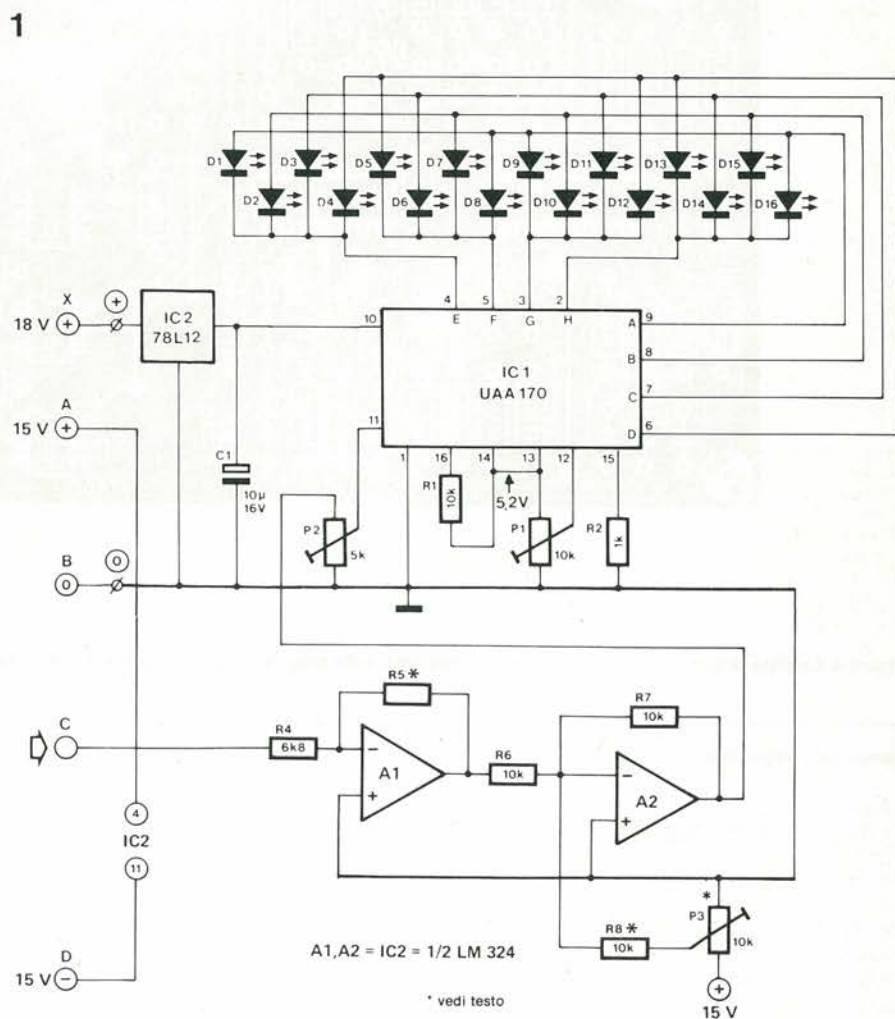 1
D1
D3
D5
D7
D9
D11
D13
D15
D2
D4
D6
D8
D10
D12
D14
D16
X
+
18 V
+
IC 2
78L12
4
5
3
2
E
F
G
H
10
9
A
8
B
7
C
6
D
IC 1
UAA 170
11
1
16
14
13
12
15
A
15 V
+
C1
10µ
16V
P2
5k
R1
10k
5,2V
P1
10k
R2
1k
B
0
0
C
R4
6k8
R5*
A1
−
+
R6
10k
R7
10k
A2
−
+
4
IC2
11
D
15 V
−
R8*
10k
*
P3
10k
+
15 V
A1,A2 = IC2 = 1/2 LM 324
* vedi testo